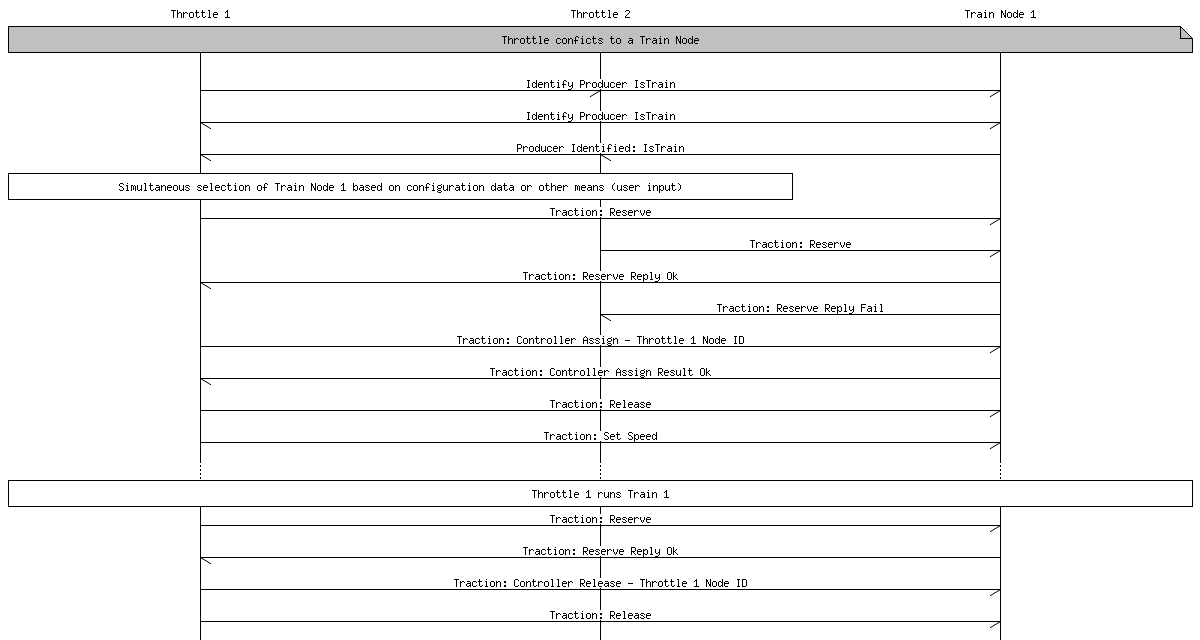 Throttle 1
Throttle 2
Train Node 1
Throttle conficts to a Train Node
Identify Producer IsTrain
Identify Producer IsTrain
Producer Identified: IsTrain
Simultaneous selection of Train Node 1 based on configuration data or other means (user input)
Traction: Reserve
Traction: Reserve
Traction: Reserve Reply Ok
Traction: Reserve Reply Fail
Traction: Controller Assign - Throttle 1 Node ID
Traction: Controller Assign Result Ok
Traction: Release
Traction: Set Speed
Throttle 1 runs Train 1
Traction: Reserve
Traction: Reserve Reply Ok
Traction: Controller Release - Throttle 1 Node ID
Traction: Release